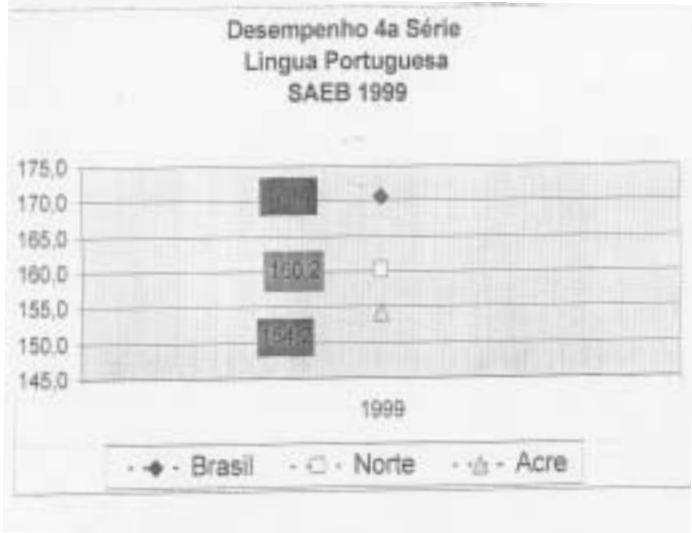 Desempenho 4a Série
Lingua Portuguesa
SAEB 1999
175,0
170,0
165,0
160,0
155,0
150,0
145,0
160,2
1999
Brasil
Norte
Acre